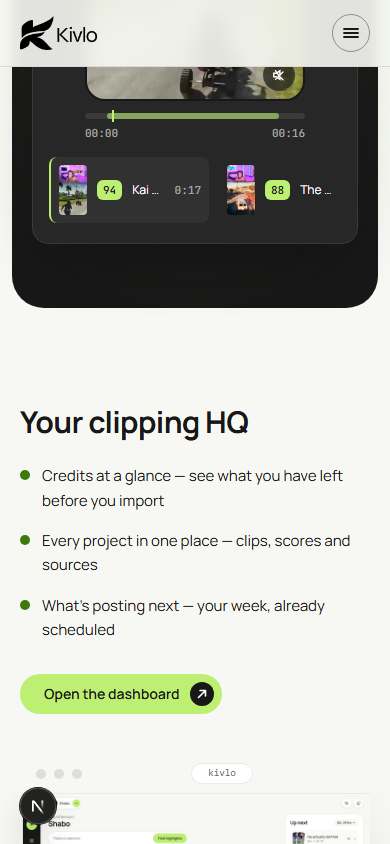 Kivlo
00:00
00:16
94 Kai ... 0:17
88 The ...
Your clipping HQ
Credits at a glance — see what you have left
before you import
Every project in one place — clips, scores and
sources
What's posting next — your week, already
scheduled
Open the dashboard
kivlo
N
Shabo
Shabo
Up next